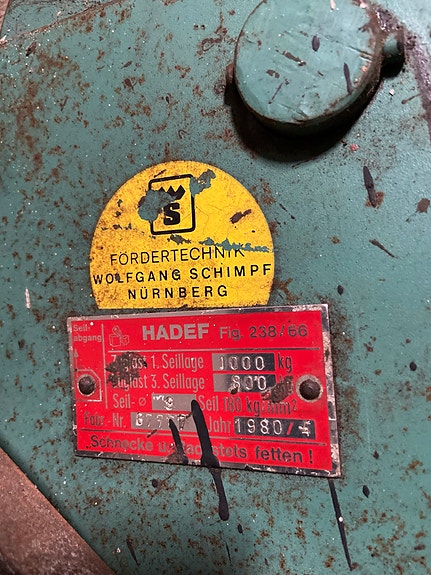 WS
FÖRDERTECHNIK
WOLFGANG SCHIMPF
NÜRNBERG
Seil-
abgang
HADEF Fig. 238/66
1. Seillage 1000 kg
3. Seillage 800
Seil-ø Seil 180 kg/mm²
Fabr.-Nr. Jahr 1980/
Schnecke stets fetten!